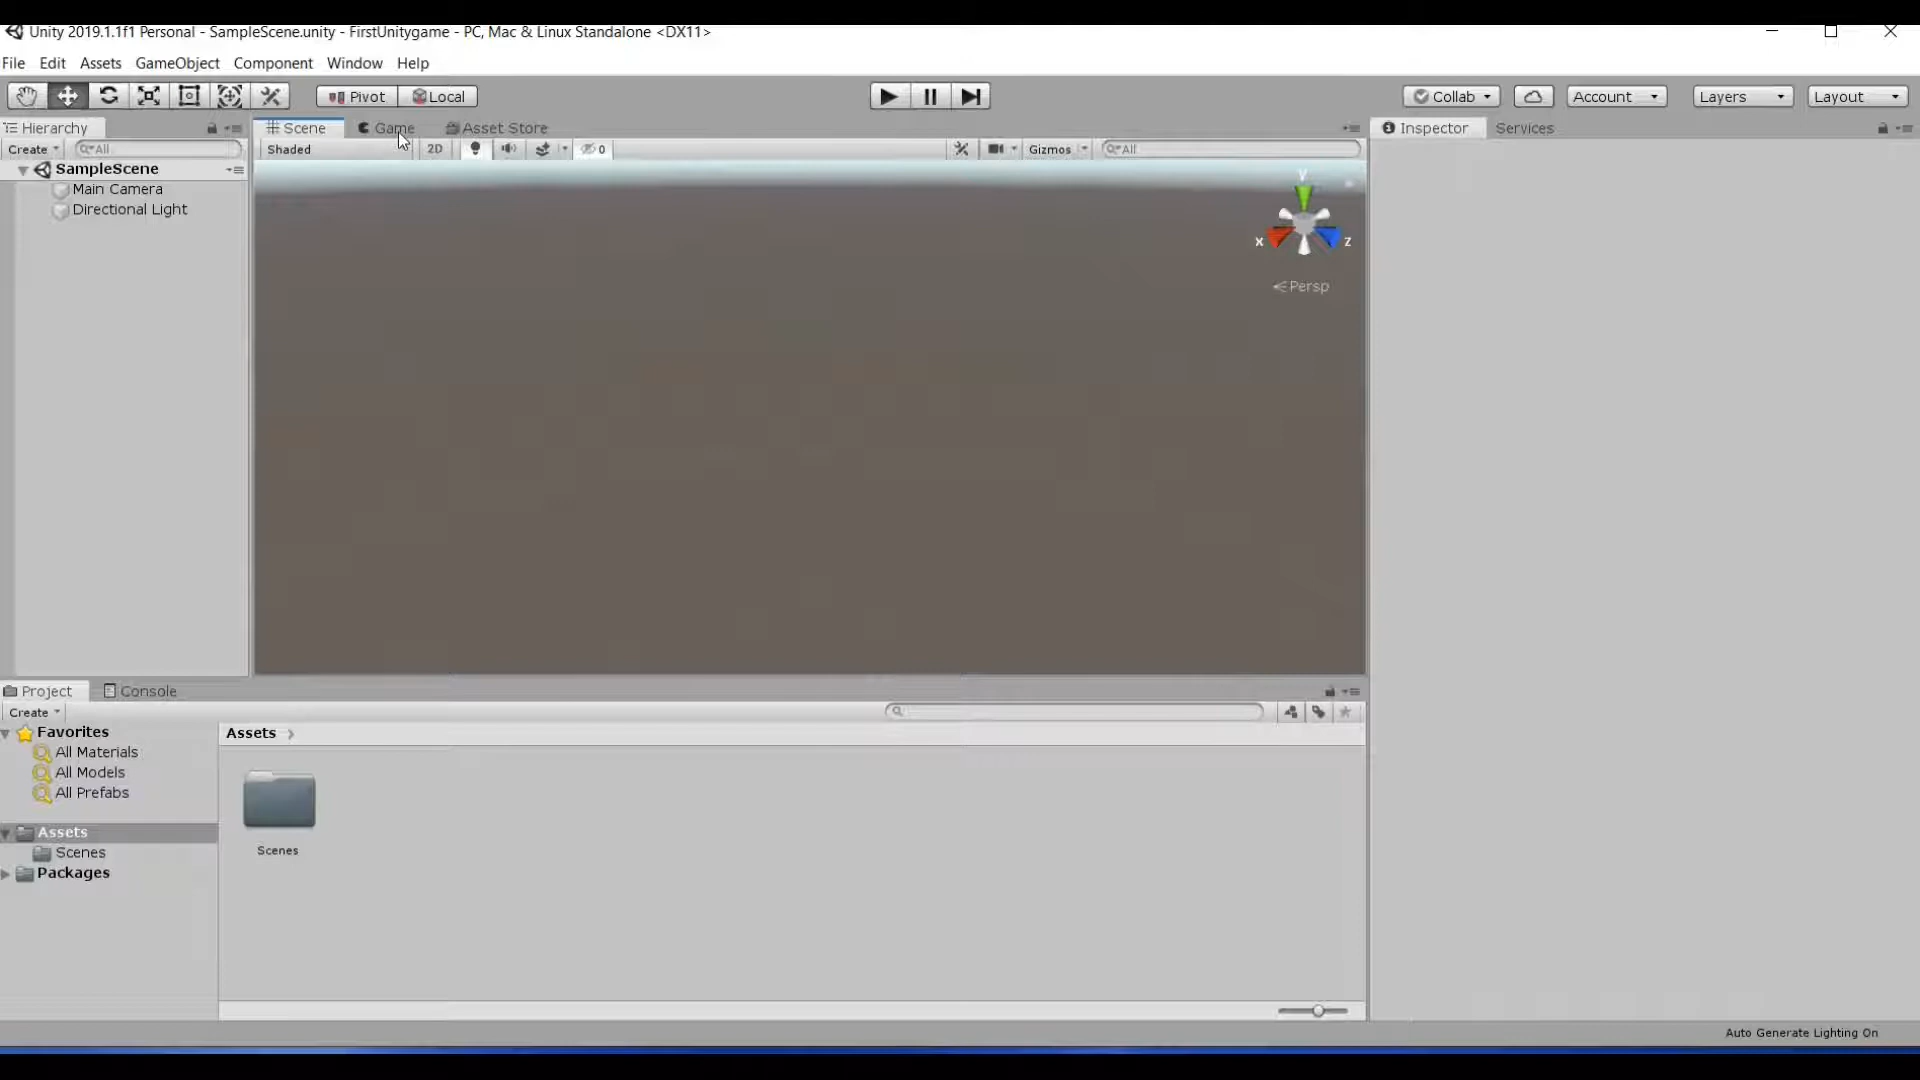 Unity 2019.1.1f1 Personal - SampleScene.unity - FirstUnitygame - PC, Mac & Linux Standalone <DX11>
File Edit Assets GameObject Component Window Help
Pivot Local Collab Account Layers Layout
Hierarchy Scene Game Asset Store Inspector Services
Create All Shaded 2D 0 Gizmos All
SampleScene
Main Camera
Directional Light
y
x z
Persp
Project Console
Create
Favorites Assets
All Materials
All Models
All Prefabs
Assets
Scenes Scenes
Packages
Auto Generate Lighting On